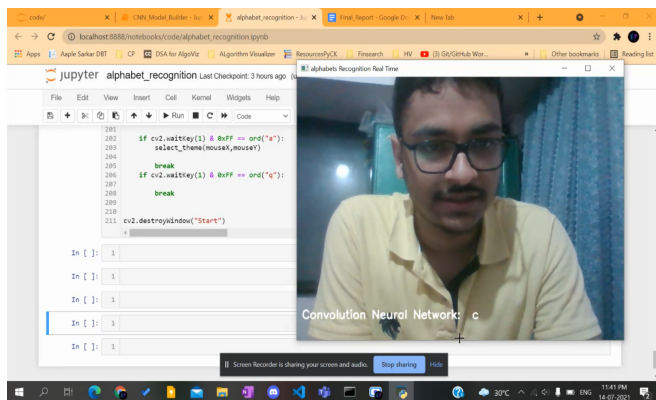 code/
CNN_Model_Builder - Ju
alphabet_recognition - Ju
Final_Report - Google Do
New Tab
localhost:8888/notebooks/code/alphabet_recognition.ipynb
Apps
Aaple Sarkar DBT
CP
DSA for AlgoViz
ALgorithm Visualizer
ResourcesPyCK
Finsearch
HV
(3) Git/GitHub Wor...
»
Other bookmarks
Reading list
jupyter alphabet_recognition Last Checkpoint: 3 hours ago
alphabets Recognition Real Time
File Edit View Insert Cell Kernel Widgets Help
Run
Code
201
202 if cv2.waitKey(1) & 0xFF == ord("a"):
203 select_theme(mouseX,mouseY)
204
205 break
206 if cv2.waitKey(1) & 0xFF == ord("q"):
207
208 break
209
210
211 cv2.destroyWindow("Start")
In [ ]: 1
In [ ]: 1
In [ ]: 1
In [ ]: 1
In [ ]: 1
Convolution Neural Network: c
Screen Recorder is sharing your screen and audio.
Stop sharing
Hide
30°C
ENG
11:41 PM
14-07-2021